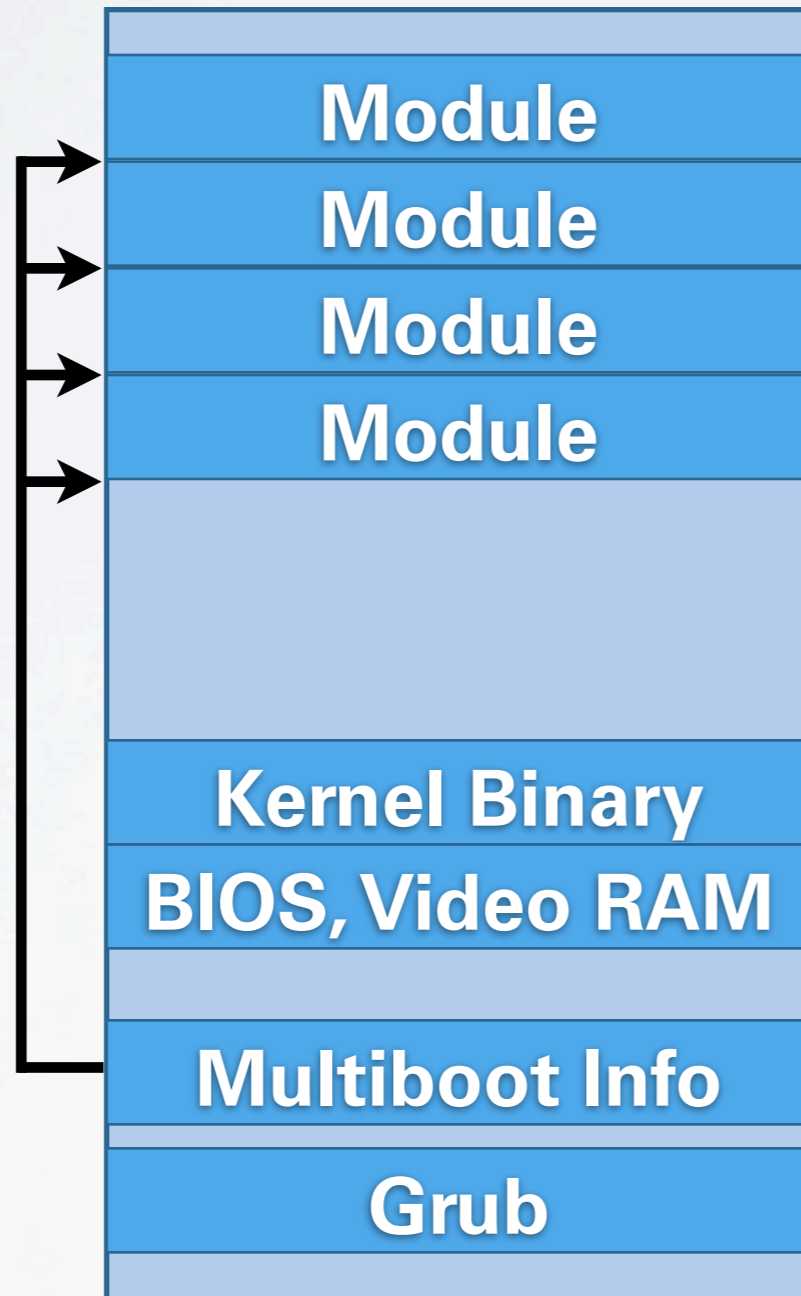 Module
Module
Module
Module
Kernel Binary
BIOS, Video RAM
Multiboot Info
Grub